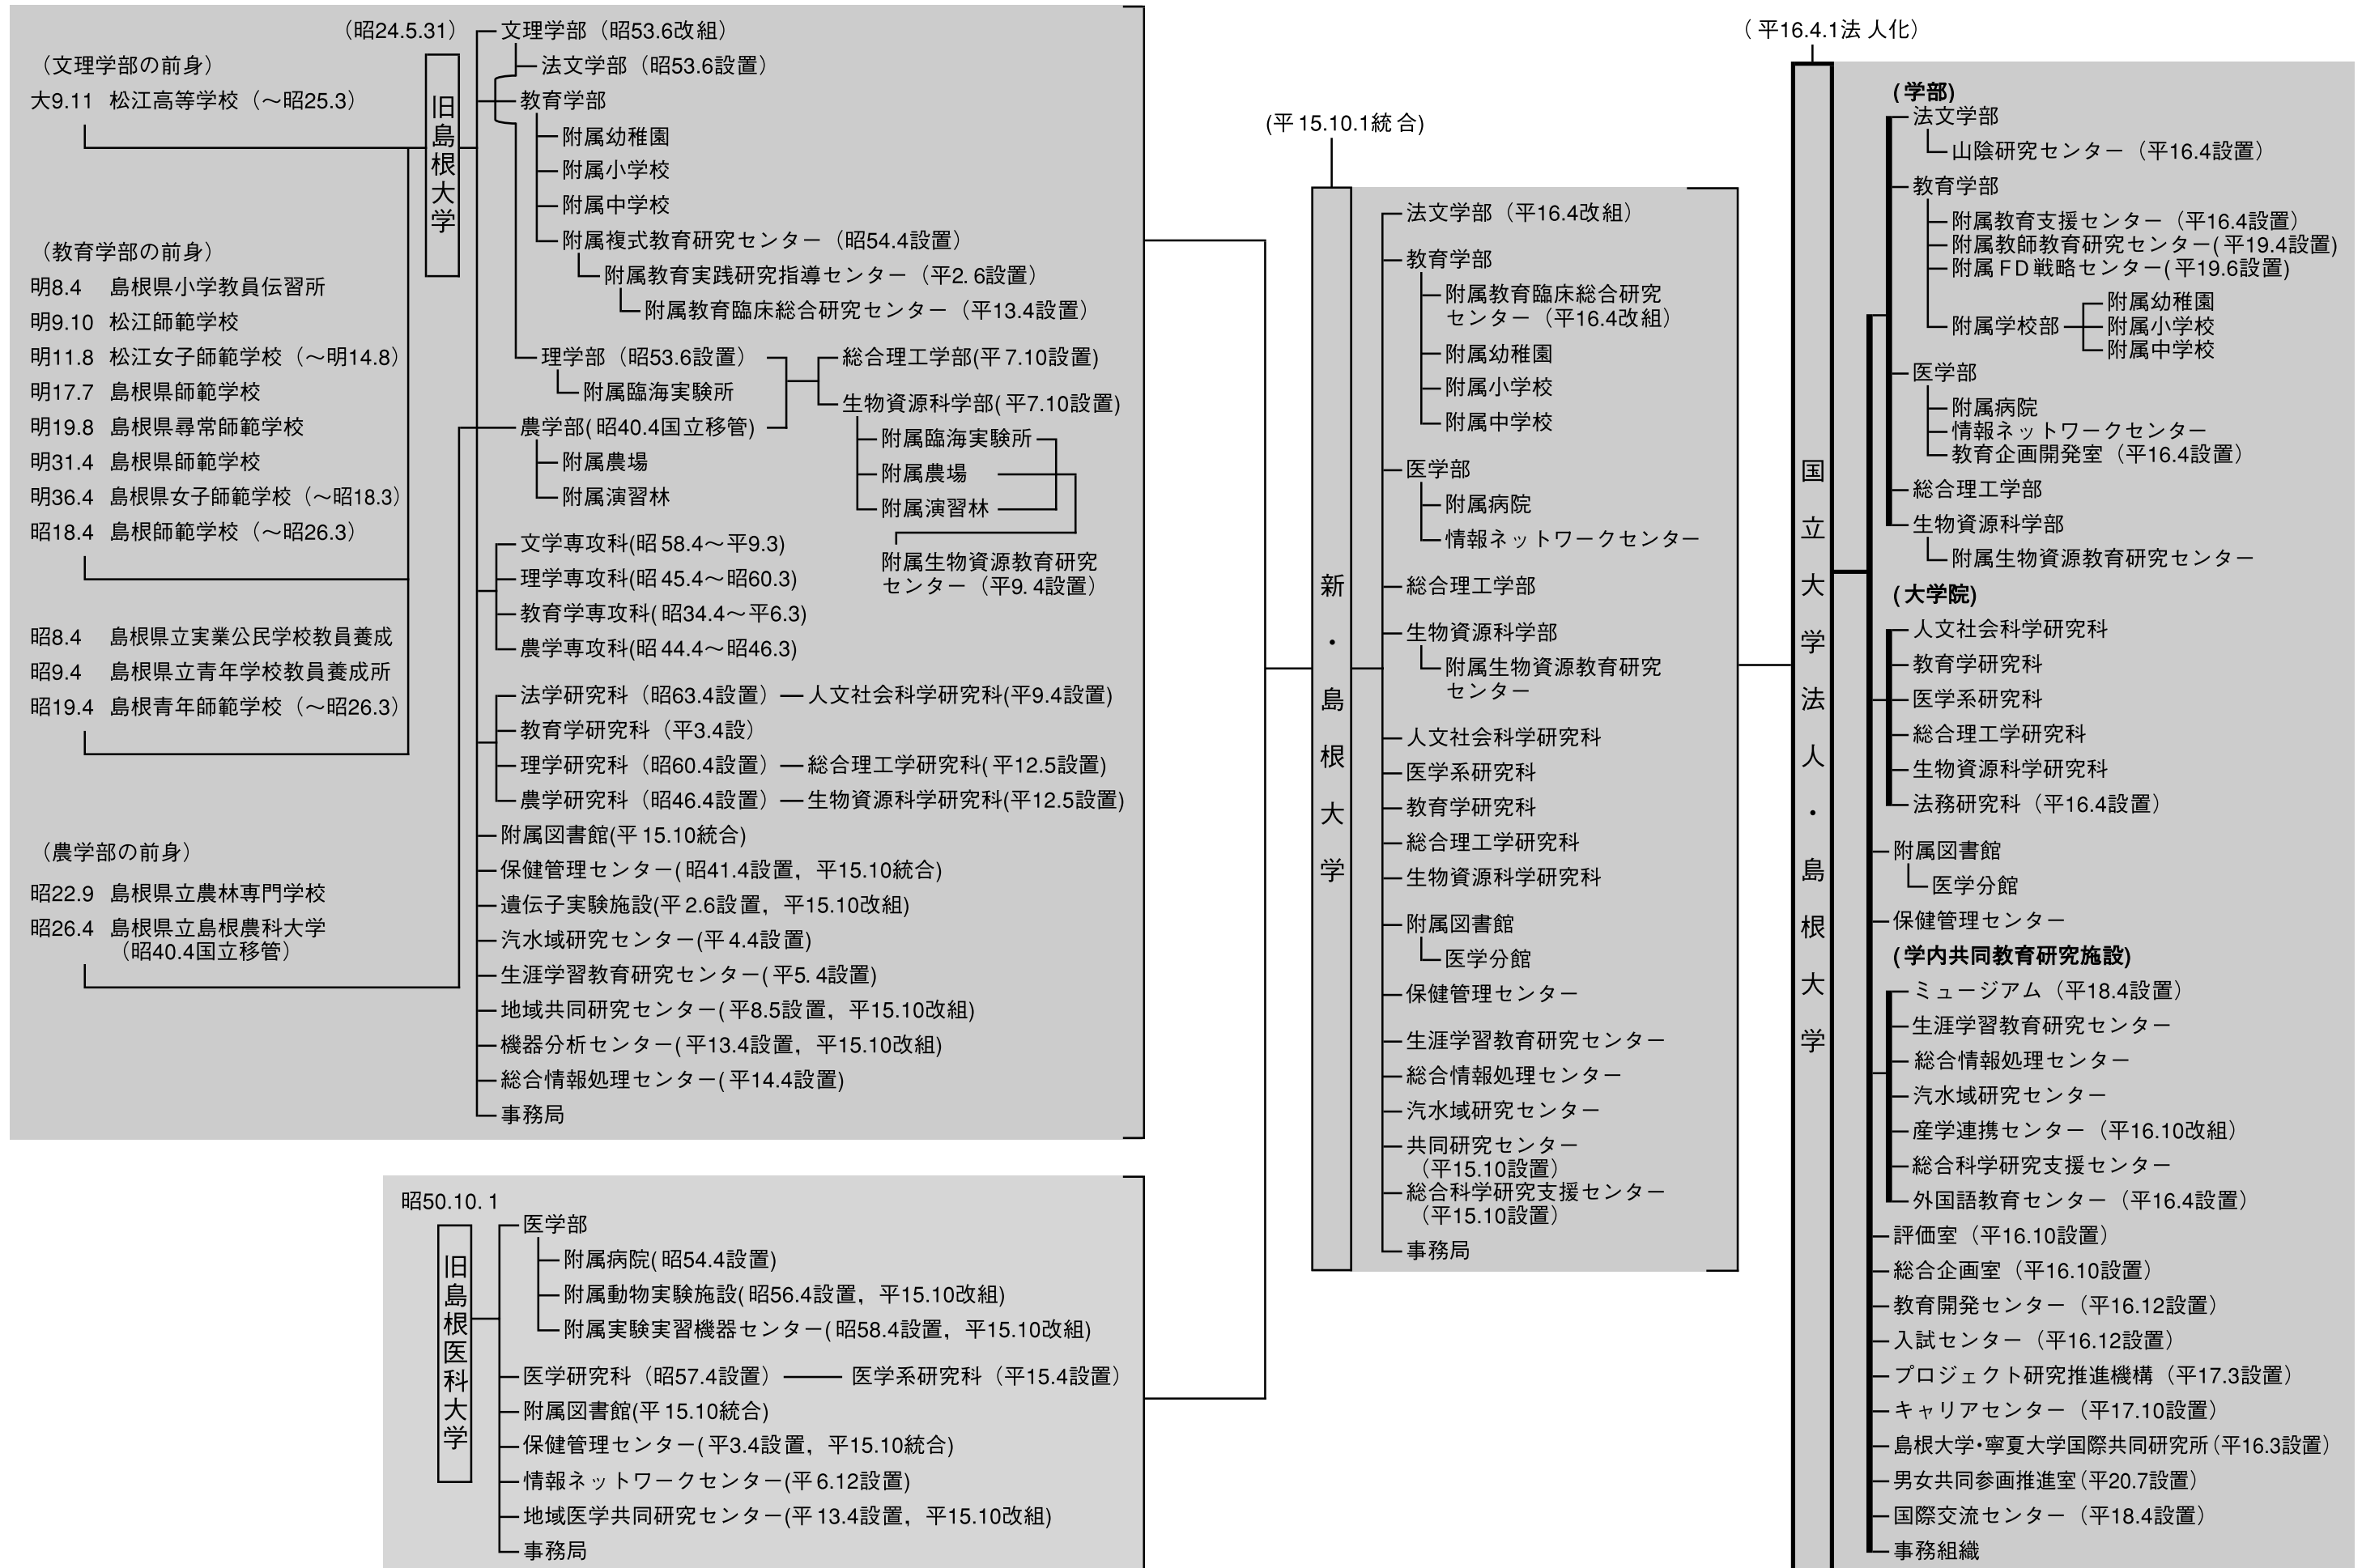 （昭24.5.31）
旧島根大学
（文理学部の前身）
大9.11 松江高等学校（～昭25.3）
（教育学部の前身）
明8.4 島根県小学教員伝習所
明9.10 松江師範学校
明11.8 松江女子師範学校（～明14.8）
明17.7 島根県師範学校
明19.8 島根県尋常師範学校
明31.4 島根県師範学校
明36.4 島根県女子師範学校（～昭18.3）
昭18.4 島根師範学校（～昭26.3）
昭8.4 島根県立実業公民学校教員養成
昭9.4 島根県立青年学校教員養成所
昭19.4 島根青年師範学校（～昭26.3）
（農学部の前身）
昭22.9 島根県立農林専門学校
昭26.4 島根県立島根農科大学
（昭40.4国立移管）
文理学部（昭53.6改組）
法文学部（昭53.6設置）
教育学部
附属幼稚園
附属小学校
附属中学校
附属複式教育研究センター（昭54.4設置）
附属教育実践研究指導センター（平2.6設置）
附属教育臨床総合研究センター（平13.4設置）
理学部（昭53.6設置）
附属臨海実験所
農学部(昭40.4国立移管)
附属農場
附属演習林
総合理工学部(平7.10設置)
生物資源科学部(平7.10設置)
附属臨海実験所
附属農場
附属演習林
附属生物資源教育研究
センター（平9.4設置）
文学専攻科(昭58.4～平9.3)
理学専攻科(昭45.4～昭60.3)
教育学専攻科(昭34.4～平6.3)
農学専攻科(昭44.4～昭46.3)
法学研究科（昭63.4設置）人文社会科学研究科(平9.4設置)
教育学研究科（平3.4設）
理学研究科（昭60.4設置）総合理工学研究科(平12.5設置)
農学研究科（昭46.4設置）生物資源科学研究科(平12.5設置)
附属図書館(平15.10統合)
保健管理センター(昭41.4設置，平15.10統合)
遺伝子実験施設(平2.6設置，平15.10改組)
汽水域研究センター(平4.4設置)
生涯学習教育研究センター(平5.4設置)
地域共同研究センター(平8.5設置，平15.10改組)
機器分析センター(平13.4設置，平15.10改組)
総合情報処理センター(平14.4設置)
事務局
昭50.10.1
旧島根医科大学
医学部
附属病院(昭54.4設置)
附属動物実験施設(昭56.4設置，平15.10改組)
附属実験実習機器センター(昭58.4設置，平15.10改組)
医学研究科（昭57.4設置）医学系研究科（平15.4設置）
附属図書館(平15.10統合)
保健管理センター(平3.4設置，平15.10統合)
情報ネットワークセンター(平6.12設置)
地域医学共同研究センター(平13.4設置，平15.10改組)
事務局
(平15.10.1統合)
新・島根大学
法文学部（平16.4改組）
教育学部
附属教育臨床総合研究
センター（平16.4改組）
附属幼稚園
附属小学校
附属中学校
医学部
附属病院
情報ネットワークセンター
総合理工学部
生物資源科学部
附属生物資源教育研究
センター
人文社会科学研究科
医学系研究科
教育学研究科
総合理工学研究科
生物資源科学研究科
附属図書館
医学分館
保健管理センター
生涯学習教育研究センター
総合情報処理センター
汽水域研究センター
共同研究センター
（平15.10設置）
総合科学研究支援センター
（平15.10設置）
事務局
（平16.4.1法人化）
国立大学法人・島根大学
(学部)
法文学部
山陰研究センター（平16.4設置）
教育学部
附属教育支援センター（平16.4設置）
附属教師教育研究センター(平19.4設置)
附属FD戦略センター(平19.6設置)
附属学校部
附属幼稚園
附属小学校
附属中学校
医学部
附属病院
情報ネットワークセンター
教育企画開発室（平16.4設置）
総合理工学部
生物資源科学部
附属生物資源教育研究センター
(大学院)
人文社会科学研究科
教育学研究科
医学系研究科
総合理工学研究科
生物資源科学研究科
法務研究科（平16.4設置）
附属図書館
医学分館
保健管理センター
(学内共同教育研究施設)
ミュージアム（平18.4設置）
生涯学習教育研究センター
総合情報処理センター
汽水域研究センター
産学連携センター（平16.10改組）
総合科学研究支援センター
外国語教育センター（平16.4設置）
評価室（平16.10設置）
総合企画室（平16.10設置）
教育開発センター（平16.12設置）
入試センター（平16.12設置）
プロジェクト研究推進機構（平17.3設置）
キャリアセンター（平17.10設置）
島根大学・寧夏大学国際共同研究所（平16.3設置）
男女共同参画推進室（平20.7設置）
国際交流センター（平18.4設置）
事務組織